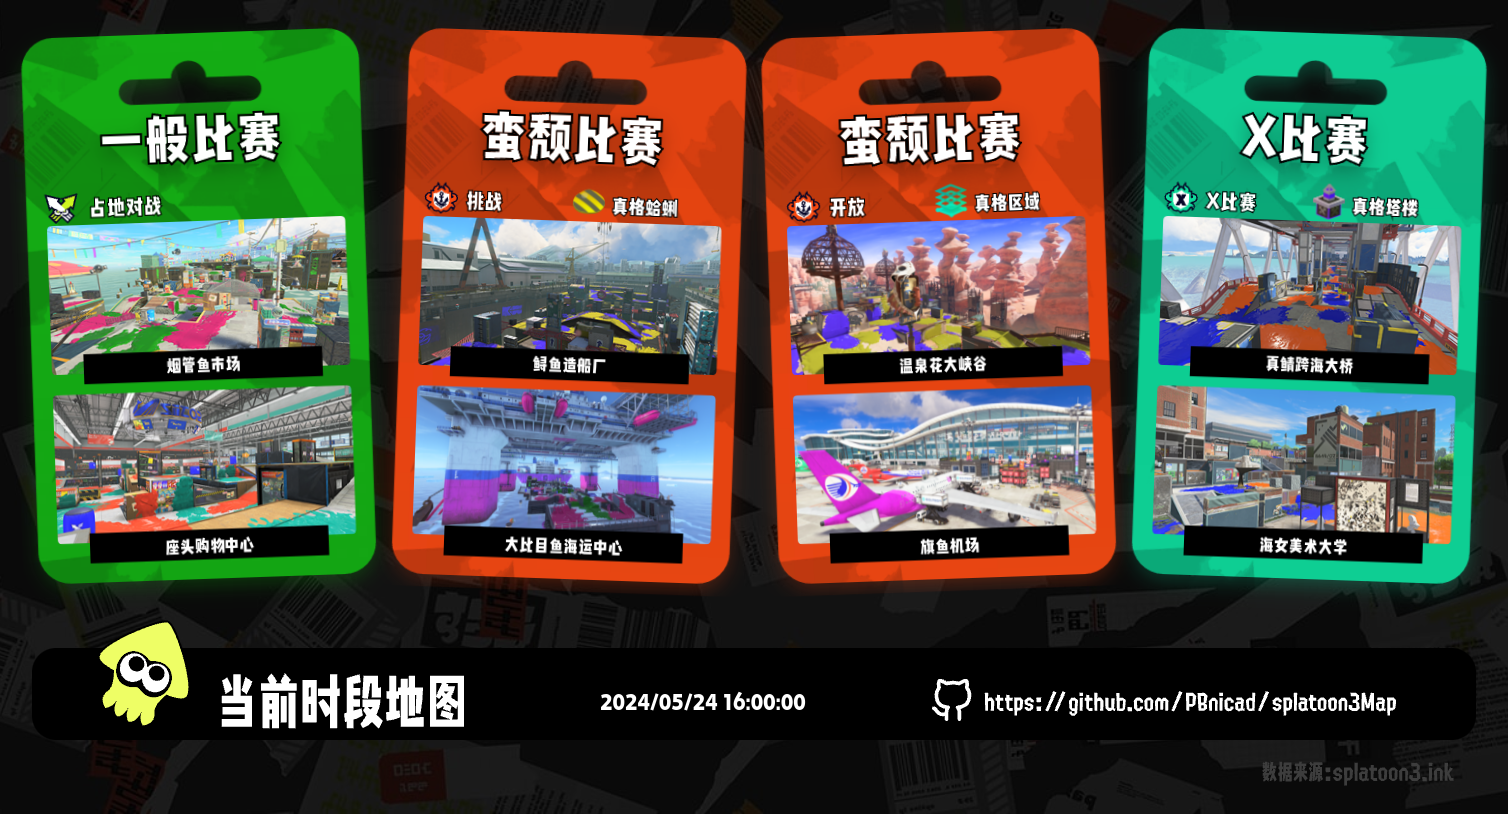 一般比赛
占地对战
烟管鱼市场
座头购物中心
蛮颓比赛
挑战
真格蛤蜊
鲟鱼造船厂
大比目鱼海运中心
蛮颓比赛
开放
真格区域
温泉花大峡谷
旗鱼机场
X比赛
X比赛
真格塔楼
真鲭跨海大桥
海女美术大学
当前时段地图
2024/05/24 16:00:00
https://github.com/PBnicad/splatoon3Map
数据来源:splatoon3.ink